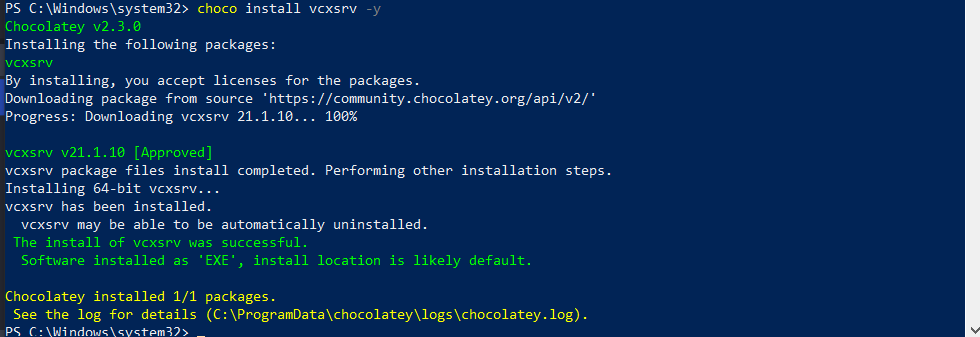 PS C:\Windows\system32> choco install vcxsrv -y
Chocolatey v2.3.0
Installing the following packages:
vcxsrv
By installing, you accept licenses for the packages.
Downloading package from source 'https://community.chocolatey.org/api/v2/'
Progress: Downloading vcxsrv 21.1.10... 100%

vcxsrv v21.1.10 [Approved]
vcxsrv package files install completed. Performing other installation steps.
Installing 64-bit vcxsrv...
vcxsrv has been installed.
  vcxsrv may be able to be automatically uninstalled.
 The install of vcxsrv was successful.
  Software installed as 'EXE', install location is likely default.

Chocolatey installed 1/1 packages.
 See the log for details (C:\ProgramData\chocolatey\logs\chocolatey.log).
PS C:\Windows\system32> _